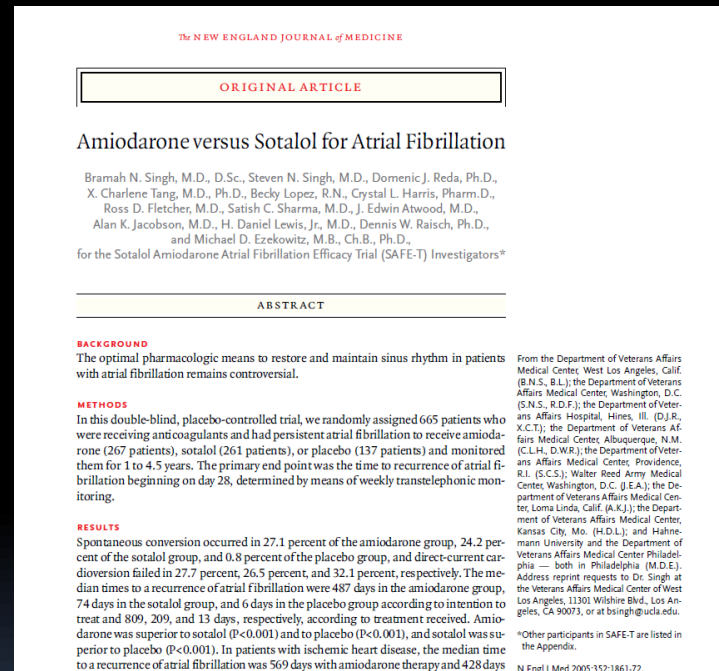 The NEW ENGLAND JOURNAL of MEDICINE
ORIGINAL ARTICLE
Amiodarone versus Sotalol for Atrial Fibrillation
Bramah N. Singh, M.D., D.Sc., Steven N. Singh, M.D., Domenic J. Reda, Ph.D.,
X. Charlene Tang, M.D., Ph.D., Becky Lopez, R.N., Crystal L. Harris, Pharm.D.,
Ross D. Fletcher, M.D., Satish C. Sharma, M.D., J. Edwin Atwood, M.D.,
Alan K. Jacobson, M.D., H. Daniel Lewis, Jr., M.D., Dennis W. Raisch, Ph.D.,
and Michael D. Ezekowitz, M.B., Ch.B., Ph.D.,
for the Sotalol Amiodarone Atrial Fibrillation Efficacy Trial (SAFE-T) Investigators*
ABSTRACT
BACKGROUND
The optimal pharmacologic means to restore and maintain sinus rhythm in patients
with atrial fibrillation remains controversial.
METHODS
In this double-blind, placebo-controlled trial, we randomly assigned 665 patients who
were receiving anticoagulants and had persistent atrial fibrillation to receive amioda-
rone (267 patients), sotalol (261 patients), or placebo (137 patients) and monitored
them for 1 to 4.5 years. The primary end point was the time to recurrence of atrial fi-
brillation beginning on day 28, determined by means of weekly transtelephonic mon-
itoring.
RESULTS
Spontaneous conversion occurred in 27.1 percent of the amiodarone group, 24.2 per-
cent of the sotalol group, and 0.8 percent of the placebo group, and direct-current car-
dioversion failed in 27.7 percent, 26.5 percent, and 32.1 percent, respectively. The me-
dian times to a recurrence of atrial fibrillation were 487 days in the amiodarone group,
74 days in the sotalol group, and 6 days in the placebo group according to intention to
treat and 809, 209, and 13 days, respectively, according to treatment received. Amio-
darone was superior to sotalol (P<0.001) and to placebo (P<0.001), and sotalol was su-
perior to placebo (P<0.001). In patients with ischemic heart disease, the median time
to a recurrence of atrial fibrillation was 569 days with amiodarone therapy and 428 days
From the Department of Veterans Affairs
Medical Center, West Los Angeles, Calif.
(B.N.S., B.L.); the Department of Veterans
Affairs Medical Center, Washington, D.C.
(S.N.S., R.D.F.); the Department of Veter-
ans Affairs Hospital, Hines, Ill. (D.J.R.,
X.C.T.); the Department of Veterans Af-
fairs Medical Center, Albuquerque, N.M.
(C.L.H., D.W.R.); the Department of Veter-
ans Affairs Medical Center, Providence,
R.I. (S.C.S.); Walter Reed Army Medical
Center, Washington, D.C. (J.E.A.); the De-
partment of Veterans Affairs Medical Cen-
ter, Loma Linda, Calif. (A.K.J.); the Depart-
ment of Veterans Affairs Medical Center,
Kansas City, Mo. (H.D.L.); and Hahne-
mann University and the Department of
Veterans Affairs Medical Center Philadel-
phia — both in Philadelphia (M.D.E.).
Address reprint requests to Dr. Singh at
the Veterans Affairs Medical Center of West
Los Angeles, 11301 Wilshire Blvd., Los An-
geles, CA 90073, or at bsingh@ucla.edu.
*Other participants in SAFE-T are listed in
the Appendix.
N Engl J Med 2005;352:1861-72.